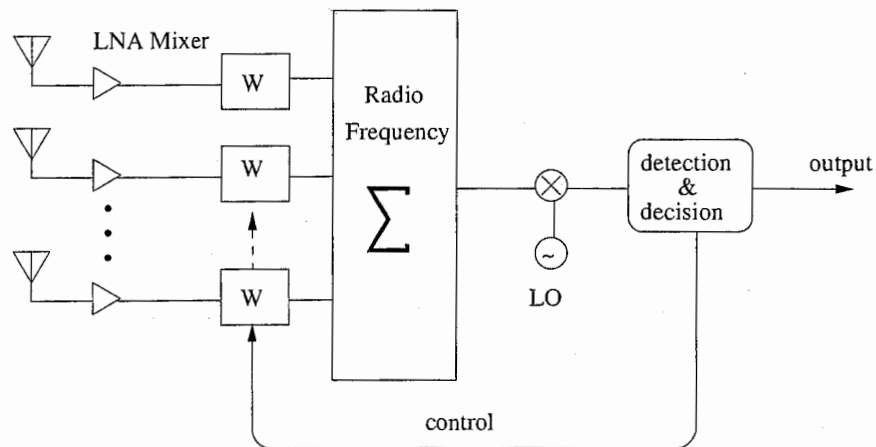 LNA Mixer
W
Radio
Frequency
W
Σ
detection
&
decision
output
W
~
LO
control